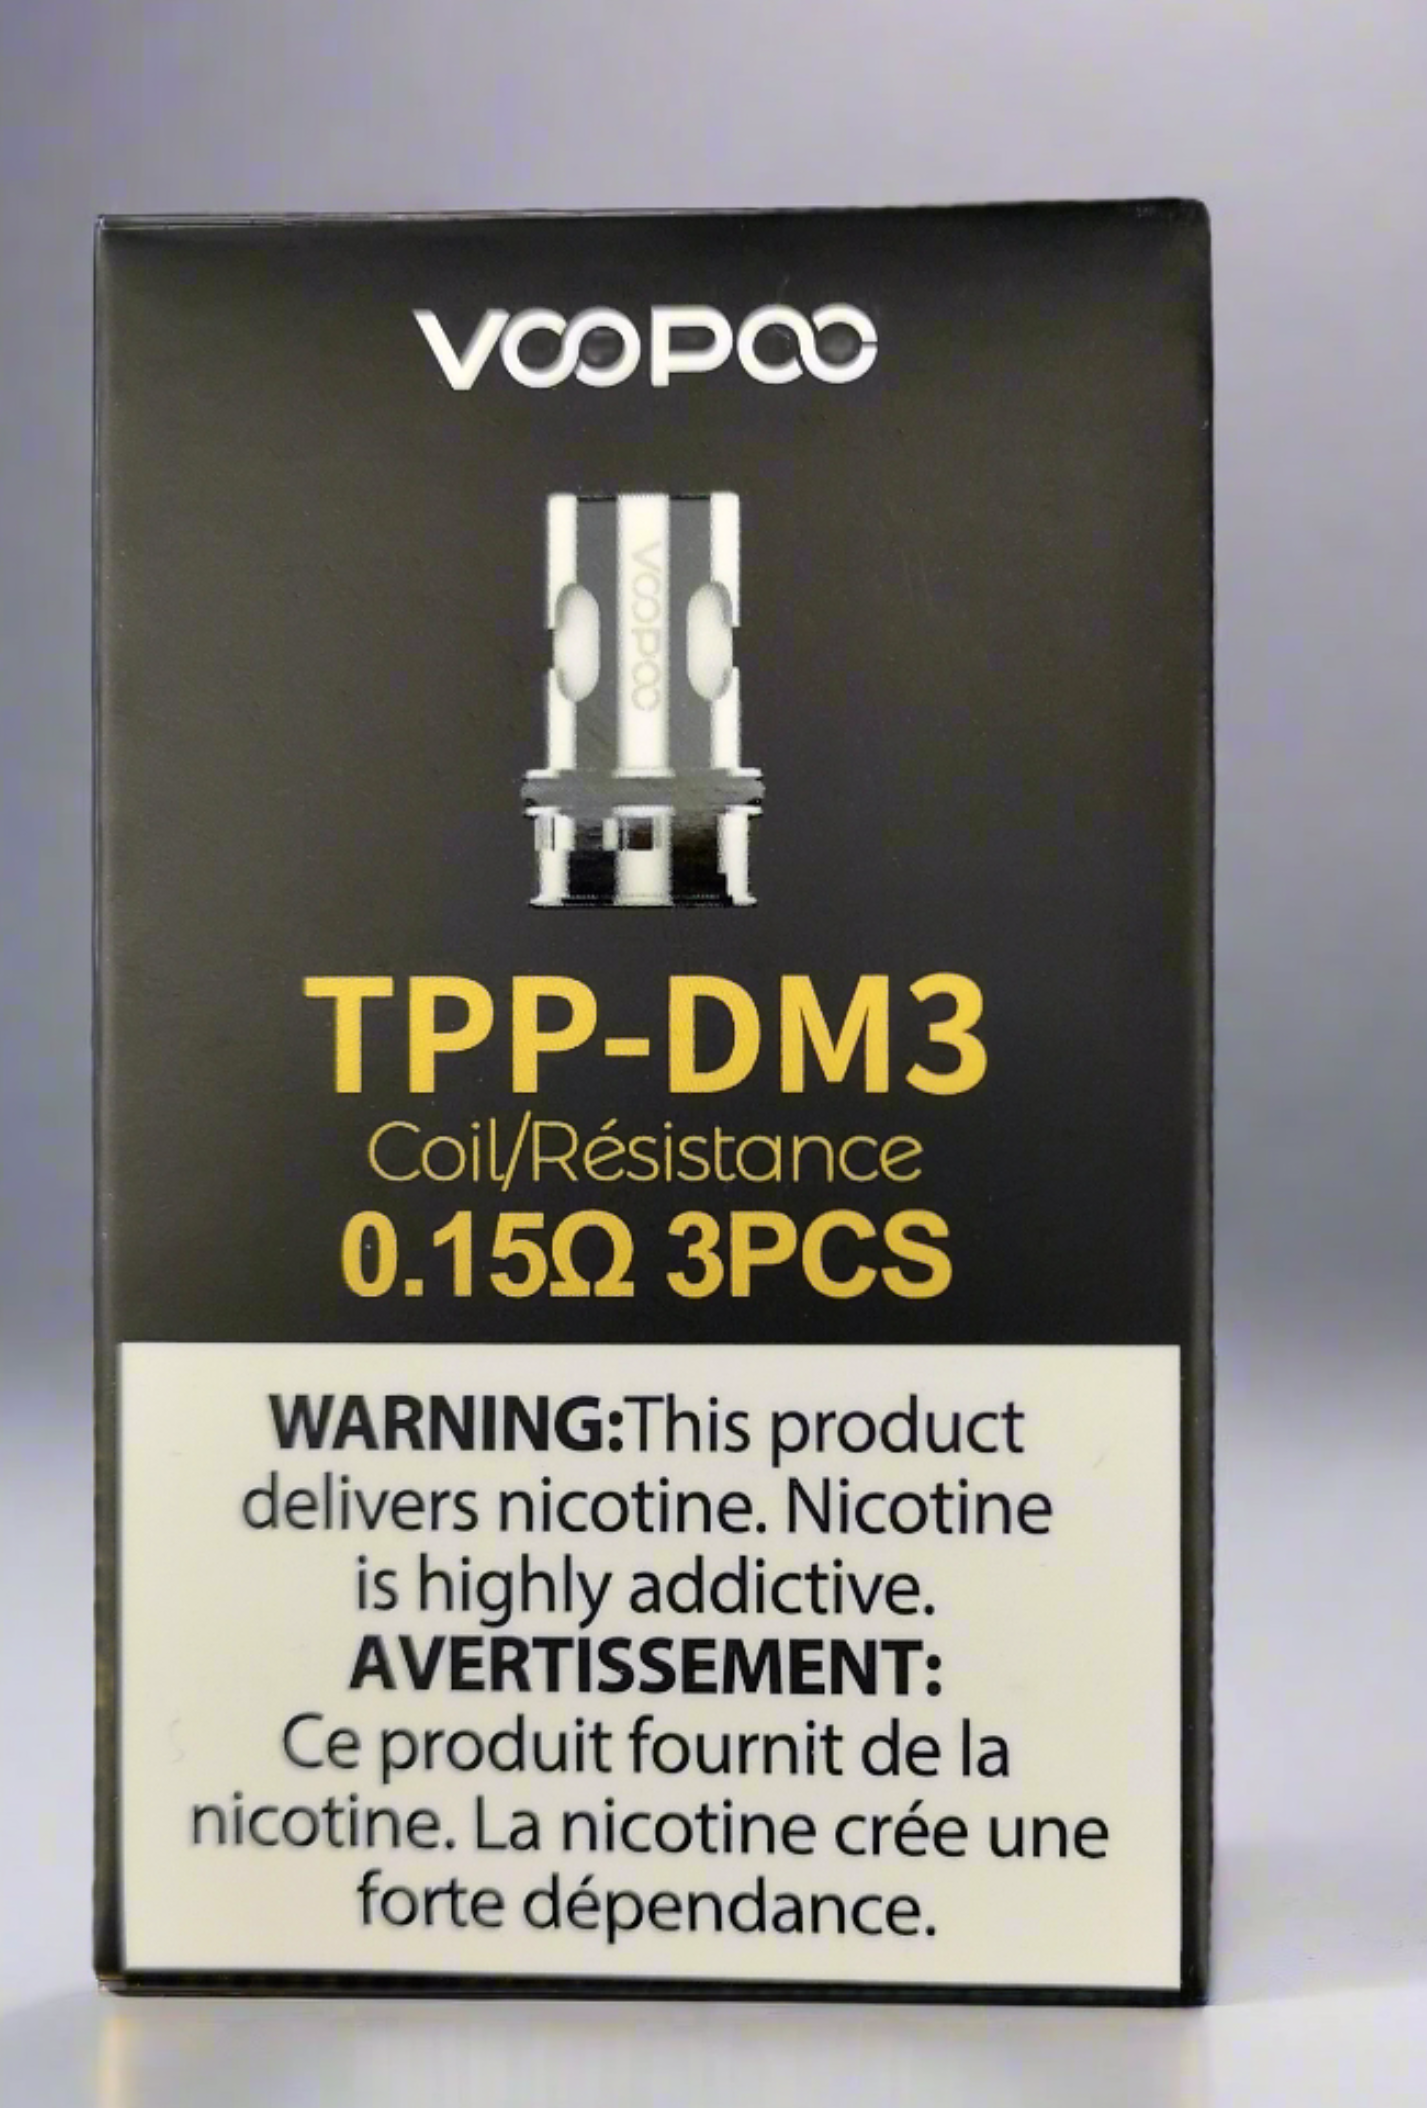 VOOPOO
VOOPOO
TPP-DM3
Coil/Résistance
0.15Ω 3PCS
WARNING:This product
delivers nicotine. Nicotine
is highly addictive.
AVERTISSEMENT:
Ce produit fournit de la
nicotine. La nicotine crée une
forte dépendance.